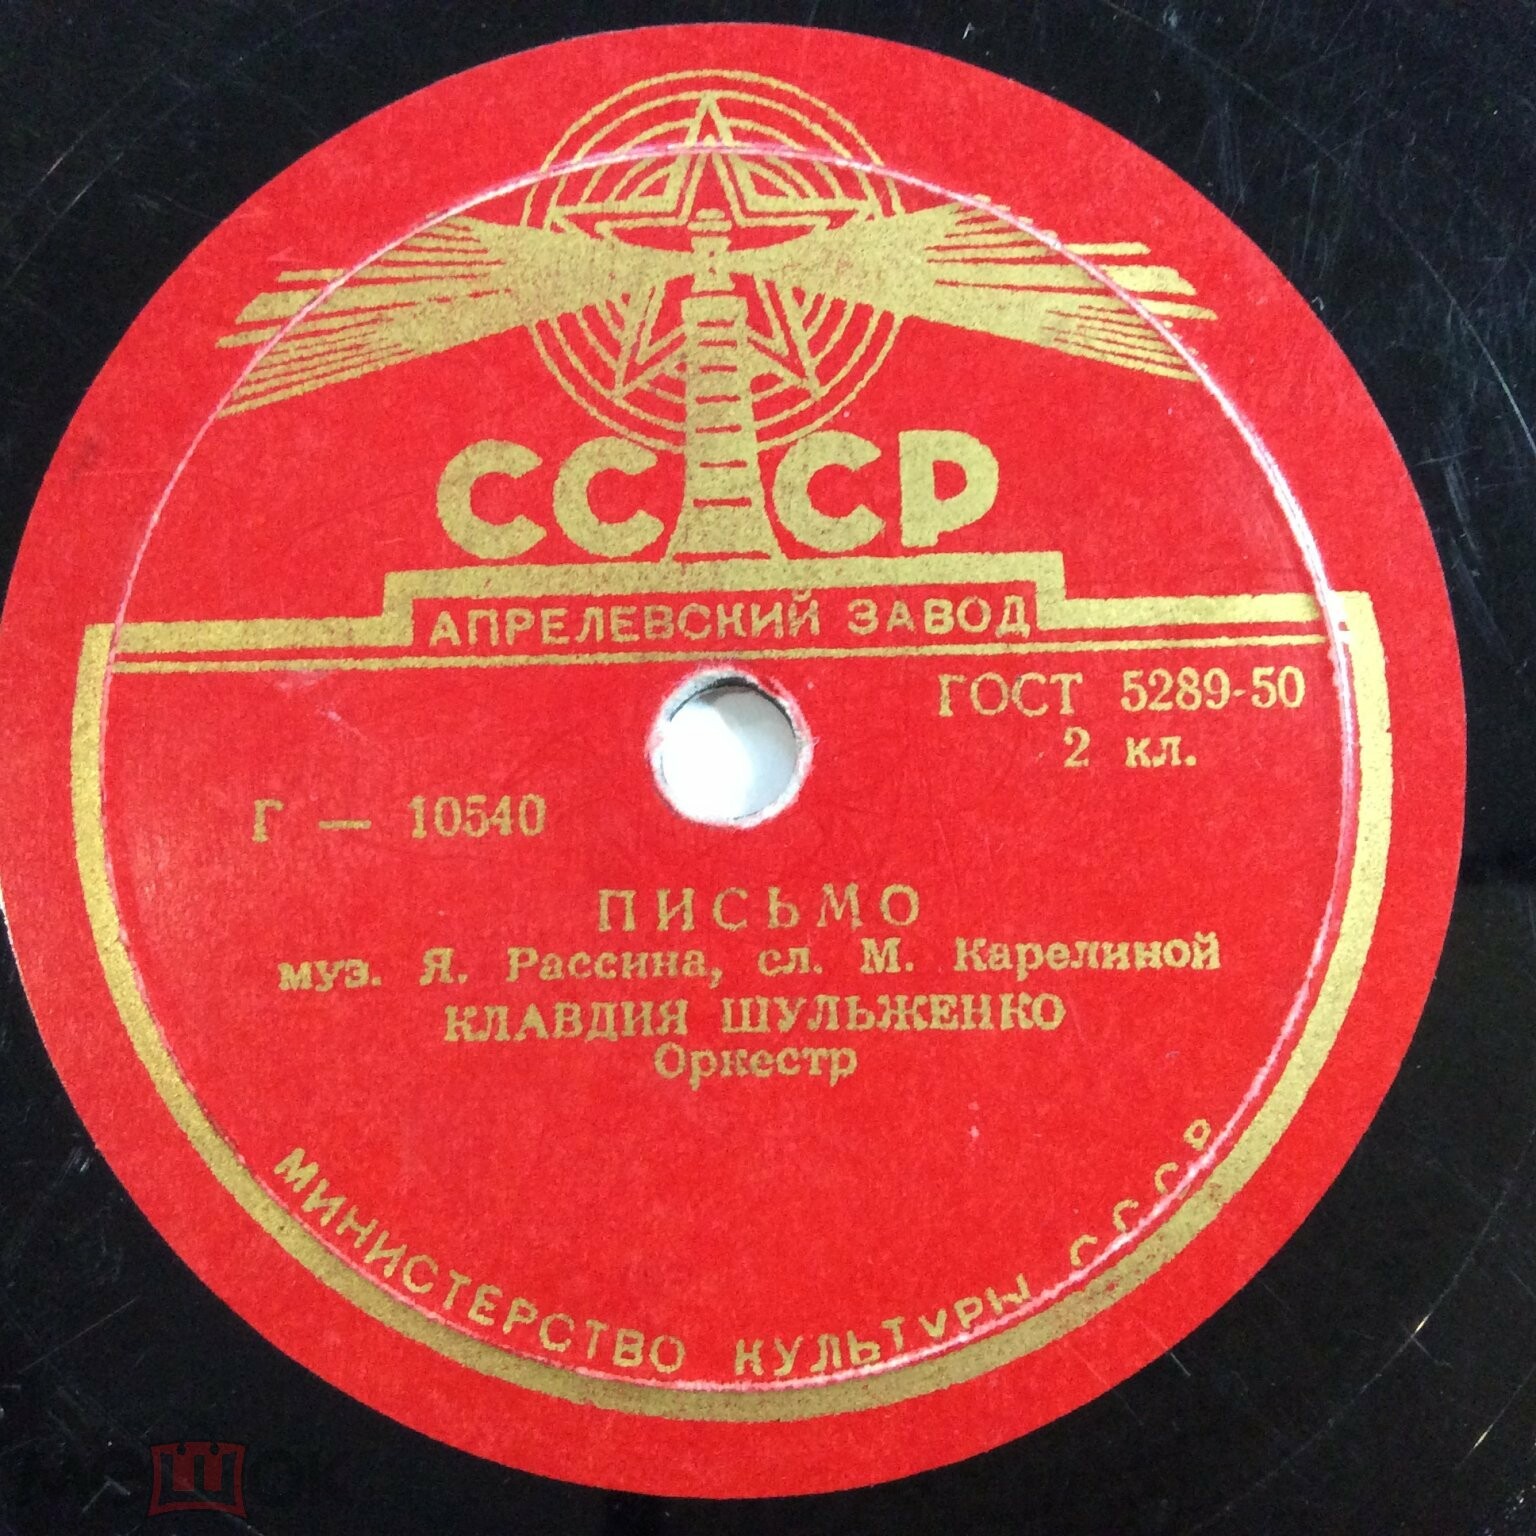 СССР
АПРЕЛЕВСКИЙ ЗАВОД
ГОСТ 5289-50
2 кл.
Г — 10540
ПИСЬМО
муз. Я. Рассина, сл. М. Карелиной
КЛАВДИЯ ШУЛЬЖЕНКО
Оркестр
МИНИСТЕРСТВО КУЛЬТУРЫ СССР